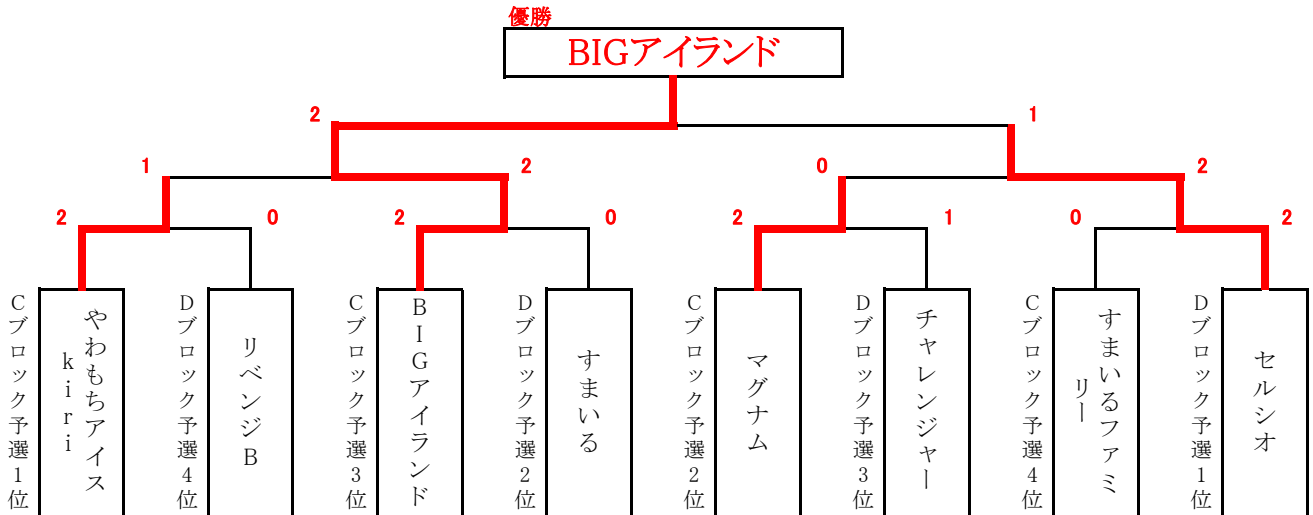 優勝
BIGアイランド
2
1
1
2
0
2
2
0
2
0
2
1
0
2
Cブロック予選1位
やわもちアイス
kiri
Dブロック予選4位
リベンジB
Cブロック予選3位
BIGアイランド
Dブロック予選2位
すまいる
Cブロック予選2位
マグナム
Dブロック予選3位
チャレンジャー
Cブロック予選4位
すまいるファミ
リー
Dブロック予選1位
セルシオ